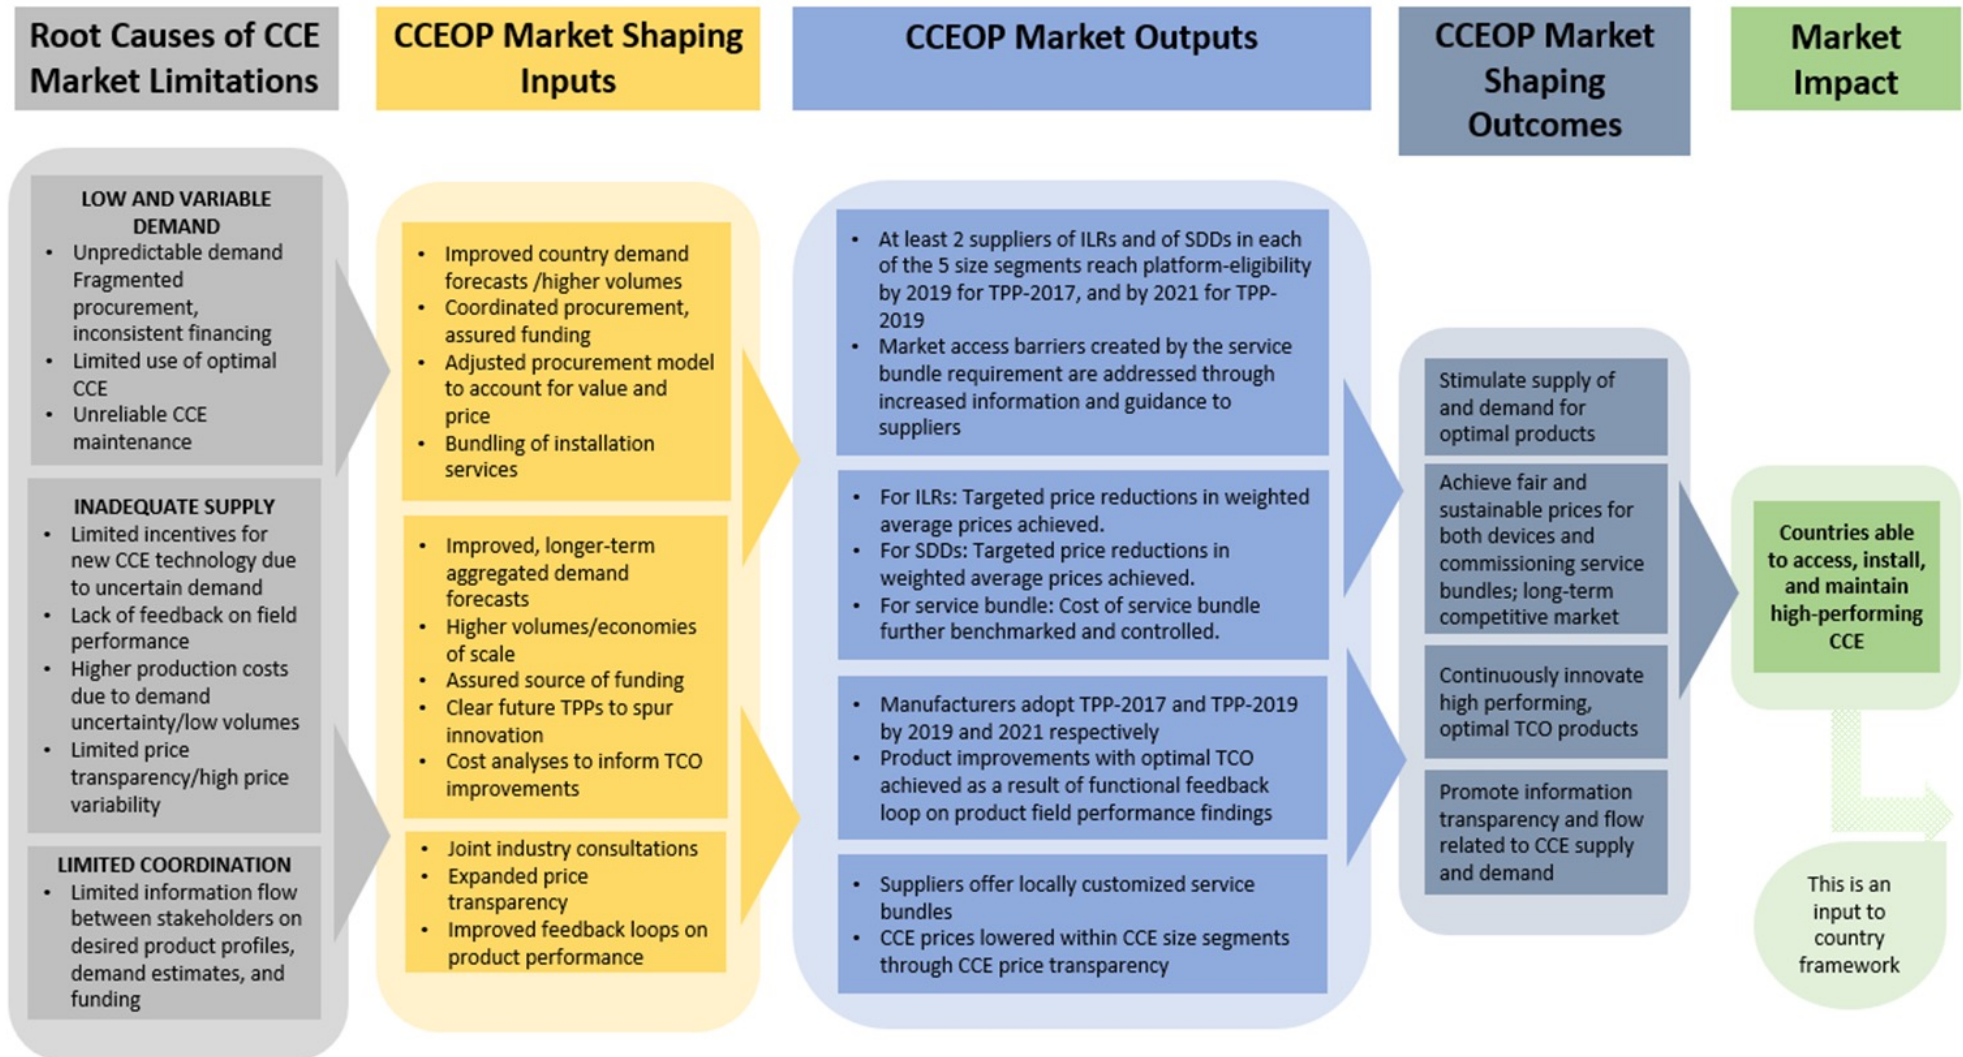 Root Causes of CCE
Market Limitations
LOW AND VARIABLE
DEMAND
• Unpredictable demand
Fragmented
procurement,
inconsistent financing
• Limited use of optimal
CCE
• Unreliable CCE
maintenance
INADEQUATE SUPPLY
• Limited incentives for
new CCE technology due
to uncertain demand
• Lack of feedback on field
performance
• Higher production costs
due to demand
uncertainty/low volumes
• Limited price
transparency/high price
variability
LIMITED COORDINATION
• Limited information flow
between stakeholders on
desired product profiles,
demand estimates, and
funding
CCEOP Market Shaping
Inputs
• Improved country demand
forecasts /higher volumes
• Coordinated procurement,
assured funding
• Adjusted procurement model
to account for value and
price
• Bundling of installation
services
• Improved, longer-term
aggregated demand
forecasts
• Higher volumes/economies
of scale
• Assured source of funding
• Clear future TPPs to spur
innovation
• Cost analyses to inform TCO
improvements
• Joint industry consultations
• Expanded price
transparency
• Improved feedback loops on
product performance
CCEOP Market Outputs
• At least 2 suppliers of ILRs and of SDDs in each
of the 5 size segments reach platform-eligibility
by 2019 for TPP-2017, and by 2021 for TPP-
2019
• Market access barriers created by the service
bundle requirement are addressed through
increased information and guidance to
suppliers
• For ILRs: Targeted price reductions in weighted
average prices achieved.
• For SDDs: Targeted price reductions in
weighted average prices achieved.
• For service bundle: Cost of service bundle
further benchmarked and controlled.
• Manufacturers adopt TPP-2017 and TPP-2019
by 2019 and 2021 respectively
• Product improvements with optimal TCO
achieved as a result of functional feedback
loop on product field performance findings
• Suppliers offer locally customized service
bundles
• CCE prices lowered within CCE size segments
through CCE price transparency
CCEOP Market
Shaping
Outcomes
Stimulate supply of
and demand for
optimal products
Achieve fair and
sustainable prices for
both devices and
commissioning service
bundles; long-term
competitive market
Continuously innovate
high performing,
optimal TCO products
Promote information
transparency and flow
related to CCE supply
and demand
Market
Impact
Countries able
to access, install,
and maintain
high-performing
CCE
This is an
input to
country
framework